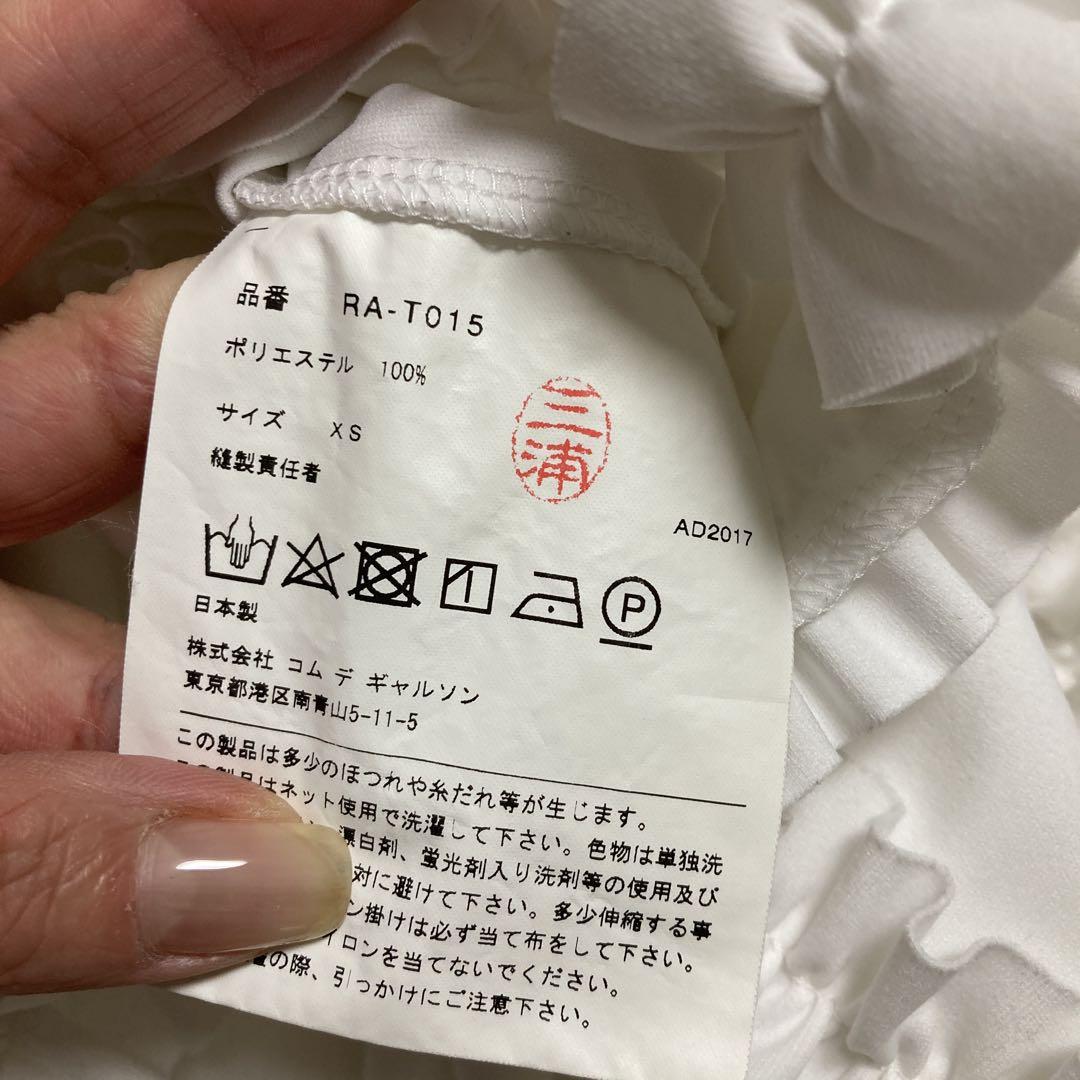 品番 RA-T015
ポリエステル 100%
サイズ XS
縫製責任者
三浦
AD2017
P
日本製
株式会社 コム デ ギャルソン
東京都港区南青山5-11-5
この製品は多少のほつれや糸だれ等が生じます。
この製品はネット使用で洗濯して下さい。色物は単独洗
漂白剤、蛍光剤入り洗剤等の使用及び
対に避けて下さい。多少伸縮する事
ン掛けは必ず当て布をして下さい。
イロンを当てないでください。
の際、引っかけにご注意下さい。